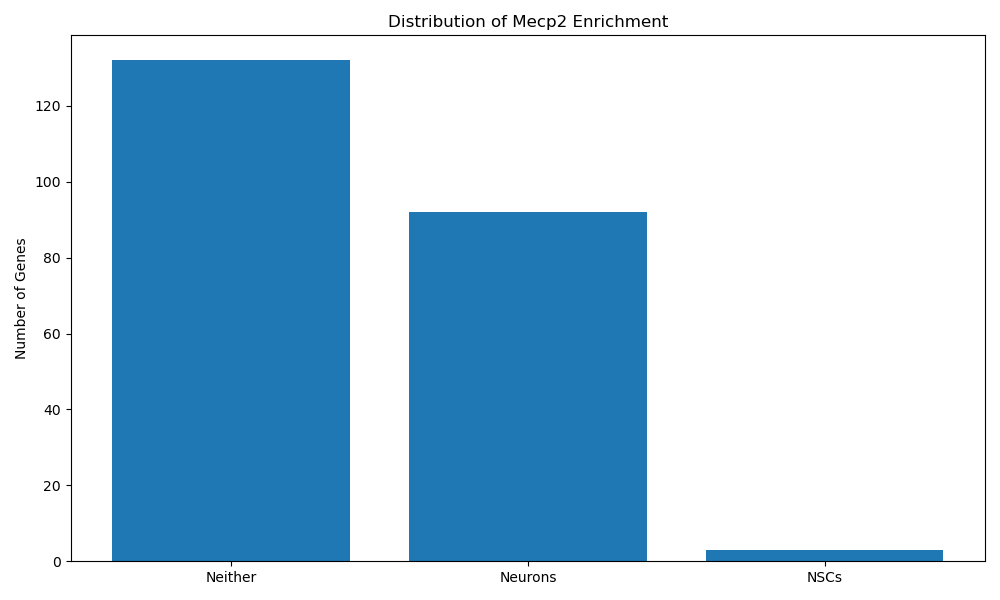 Distribution of Mecp2 Enrichment
Number of Genes
120
100
80
60
40
20
0
Neither
Neurons
NSCs